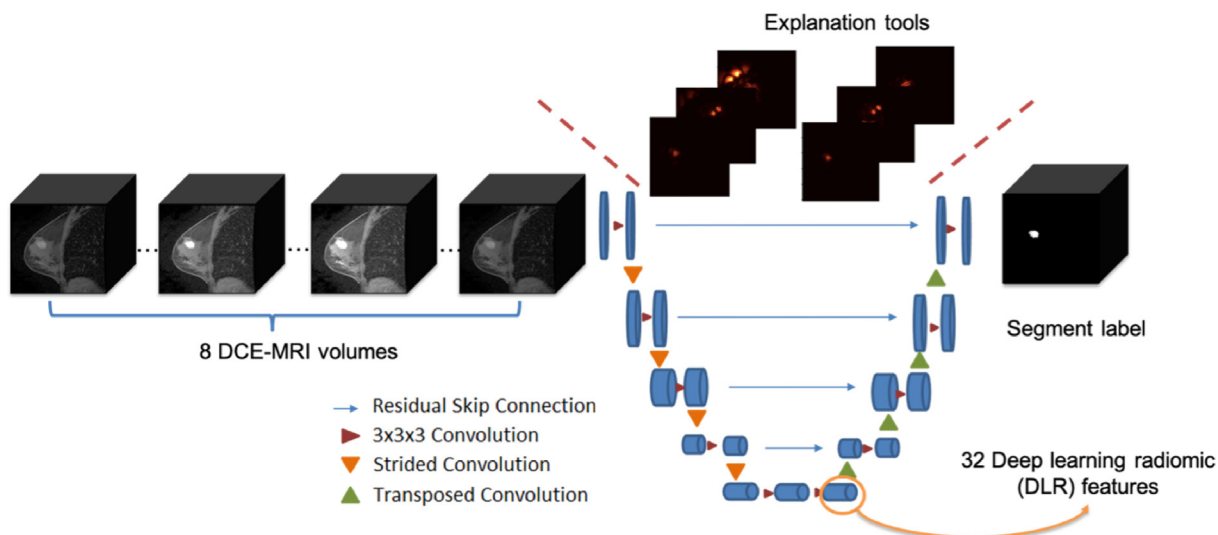 Explanation tools
8 DCE-MRI volumes
Segment label
Residual Skip Connection
3x3x3 Convolution
Strided Convolution
Transposed Convolution
32 Deep learning radiomic
(DLR) features